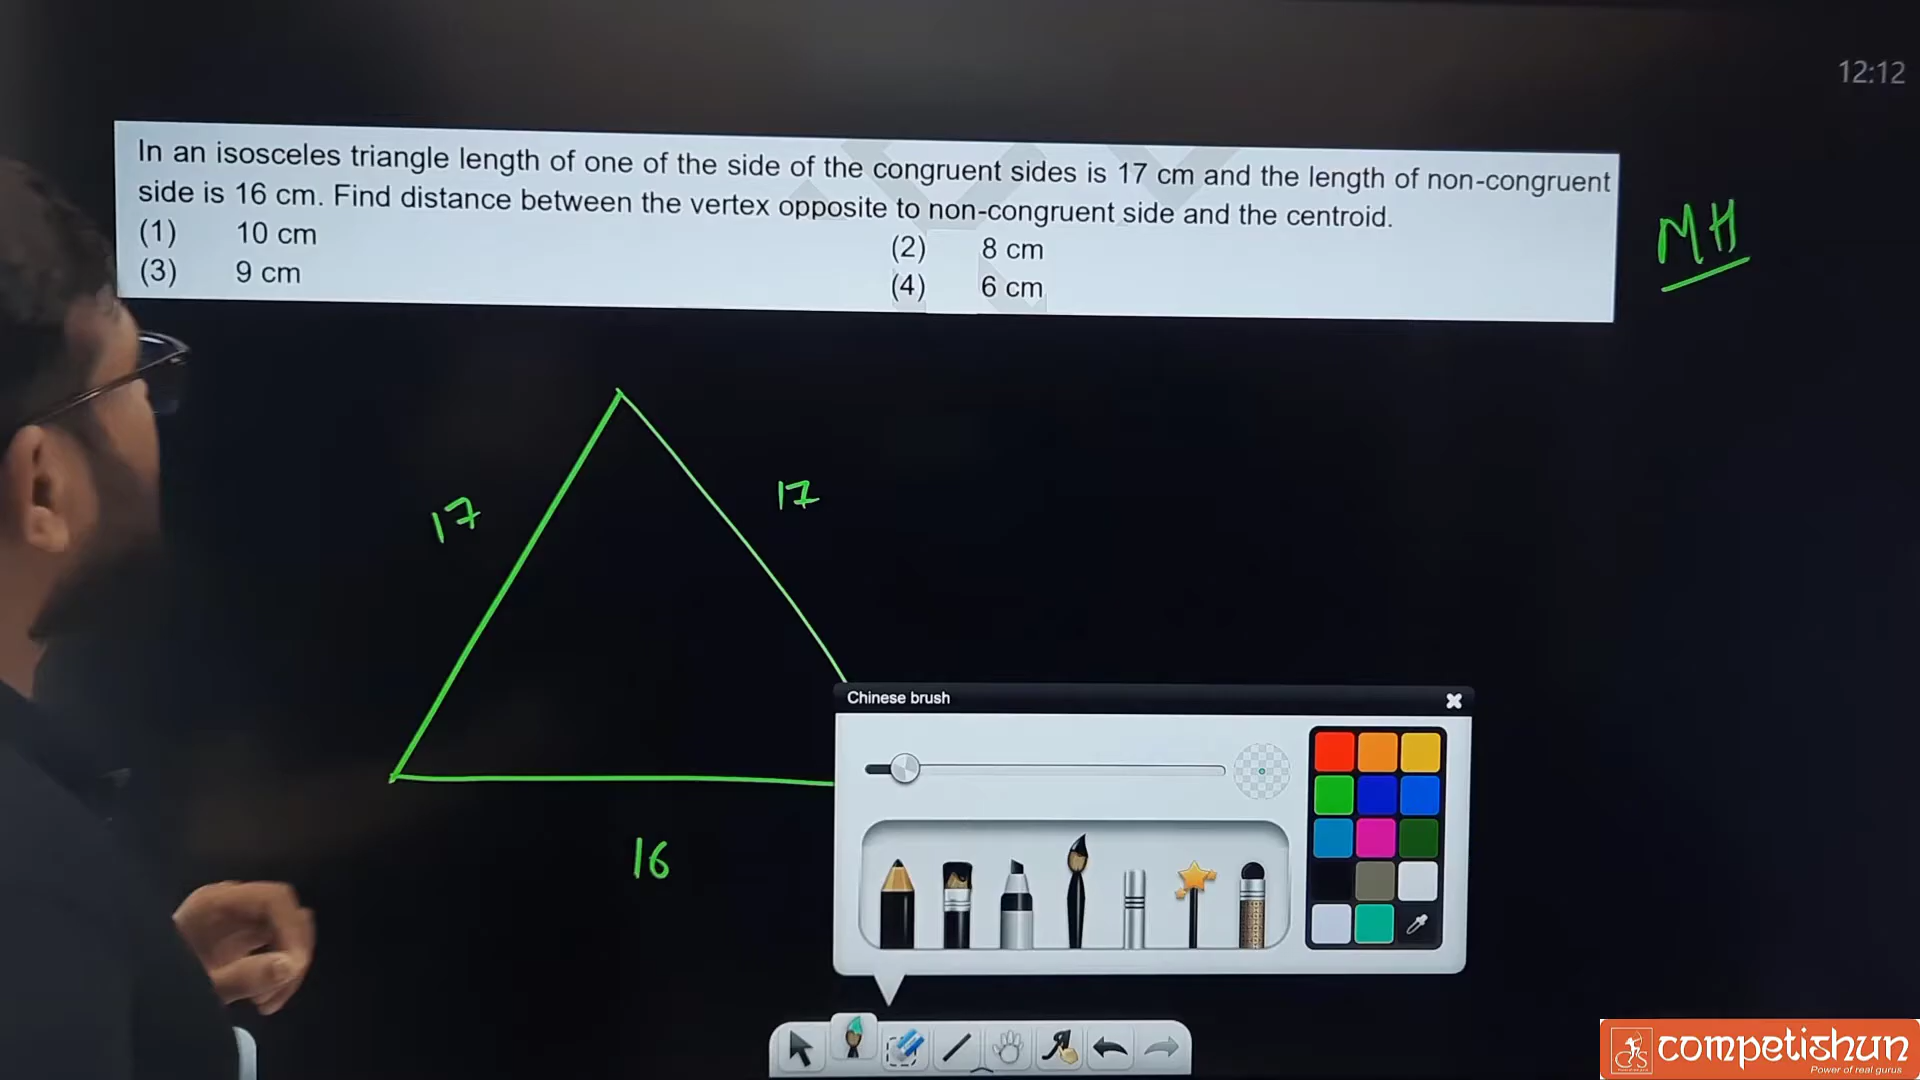 12:12
In an isosceles triangle length of one of the side of the congruent sides is 17 cm and the length of non-congruent
side is 16 cm. Find distance between the vertex opposite to non-congruent side and the centroid.
(1) 10 cm (2) 8 cm
(3) 9 cm (4) 6 cm
MH
17
17
16
Chinese brush
competishun
Power of real gurus